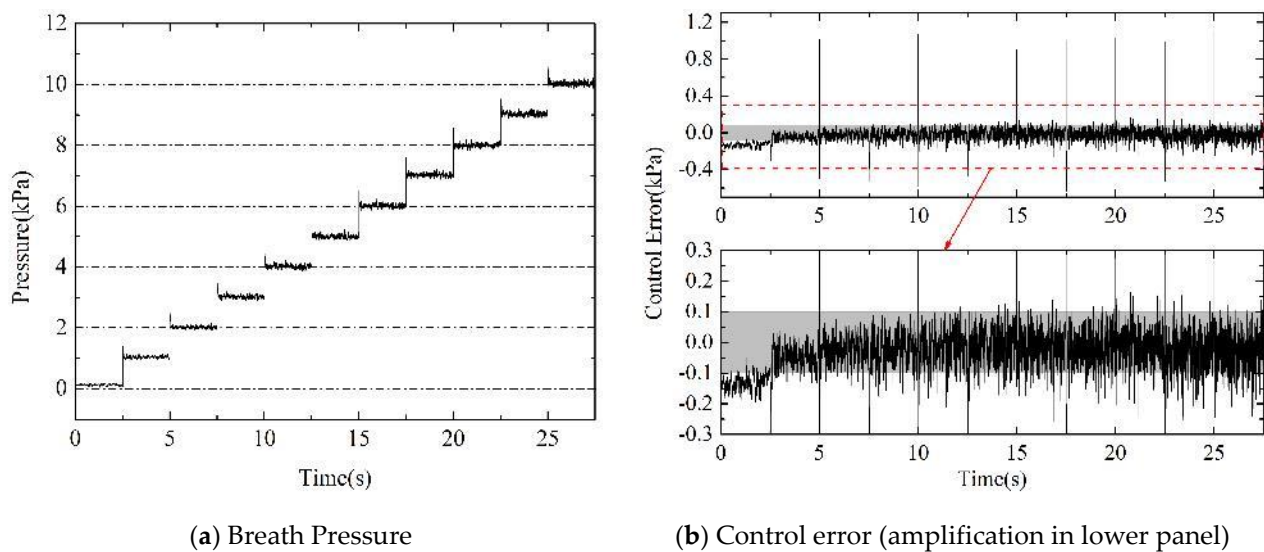 10
8
6
4
2
0
Pressure(kPa)
0 5 10 15 20 25
Time(s)
(a) Breath Pressure
1.2
0.8
0.4
0.0
-0.4
0 5 10 15 20 25
Control Error(kPa)
0.3
0.2
0.1
0.0
-0.1
-0.2
-0.3
0 5 10 15 20 25
Time(s)
(b) Control error (amplification in lower panel)